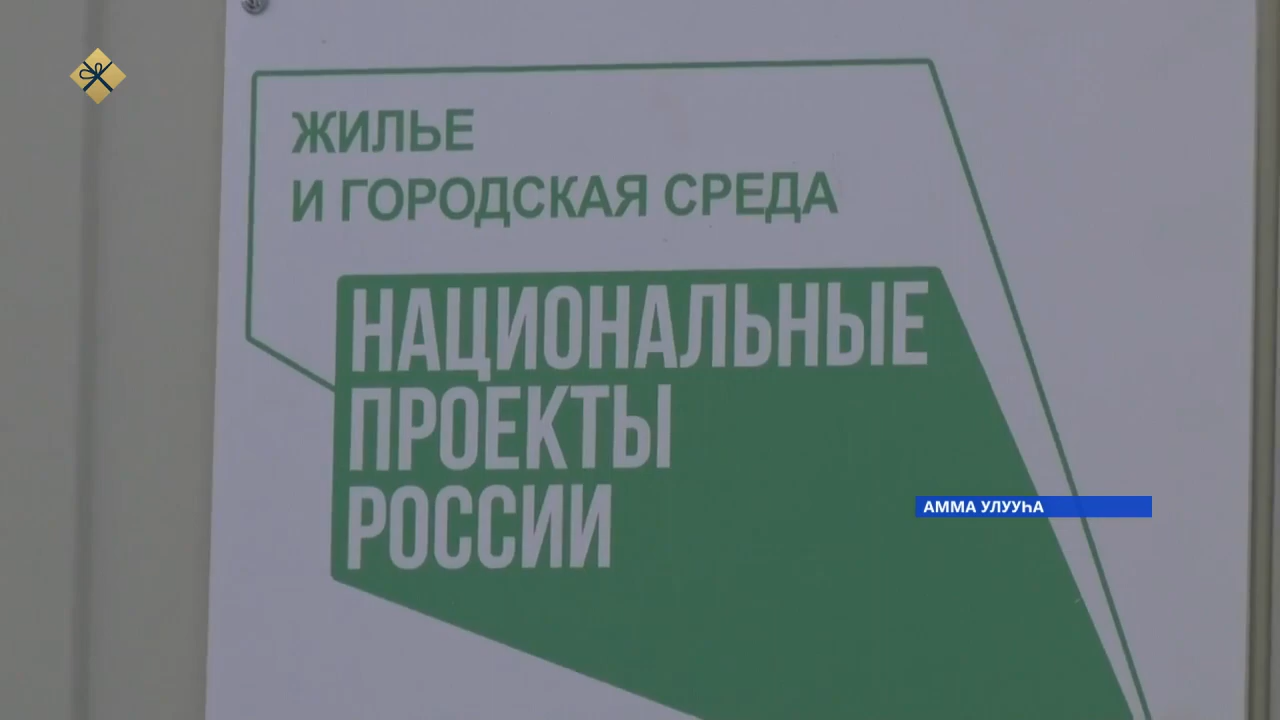 ЖИЛЬЕ
И ГОРОДСКАЯ СРЕДА
НАЦИОНАЛЬНЫЕ
ПРОЕКТЫ
РОССИИ
АММА УЛУУҺА